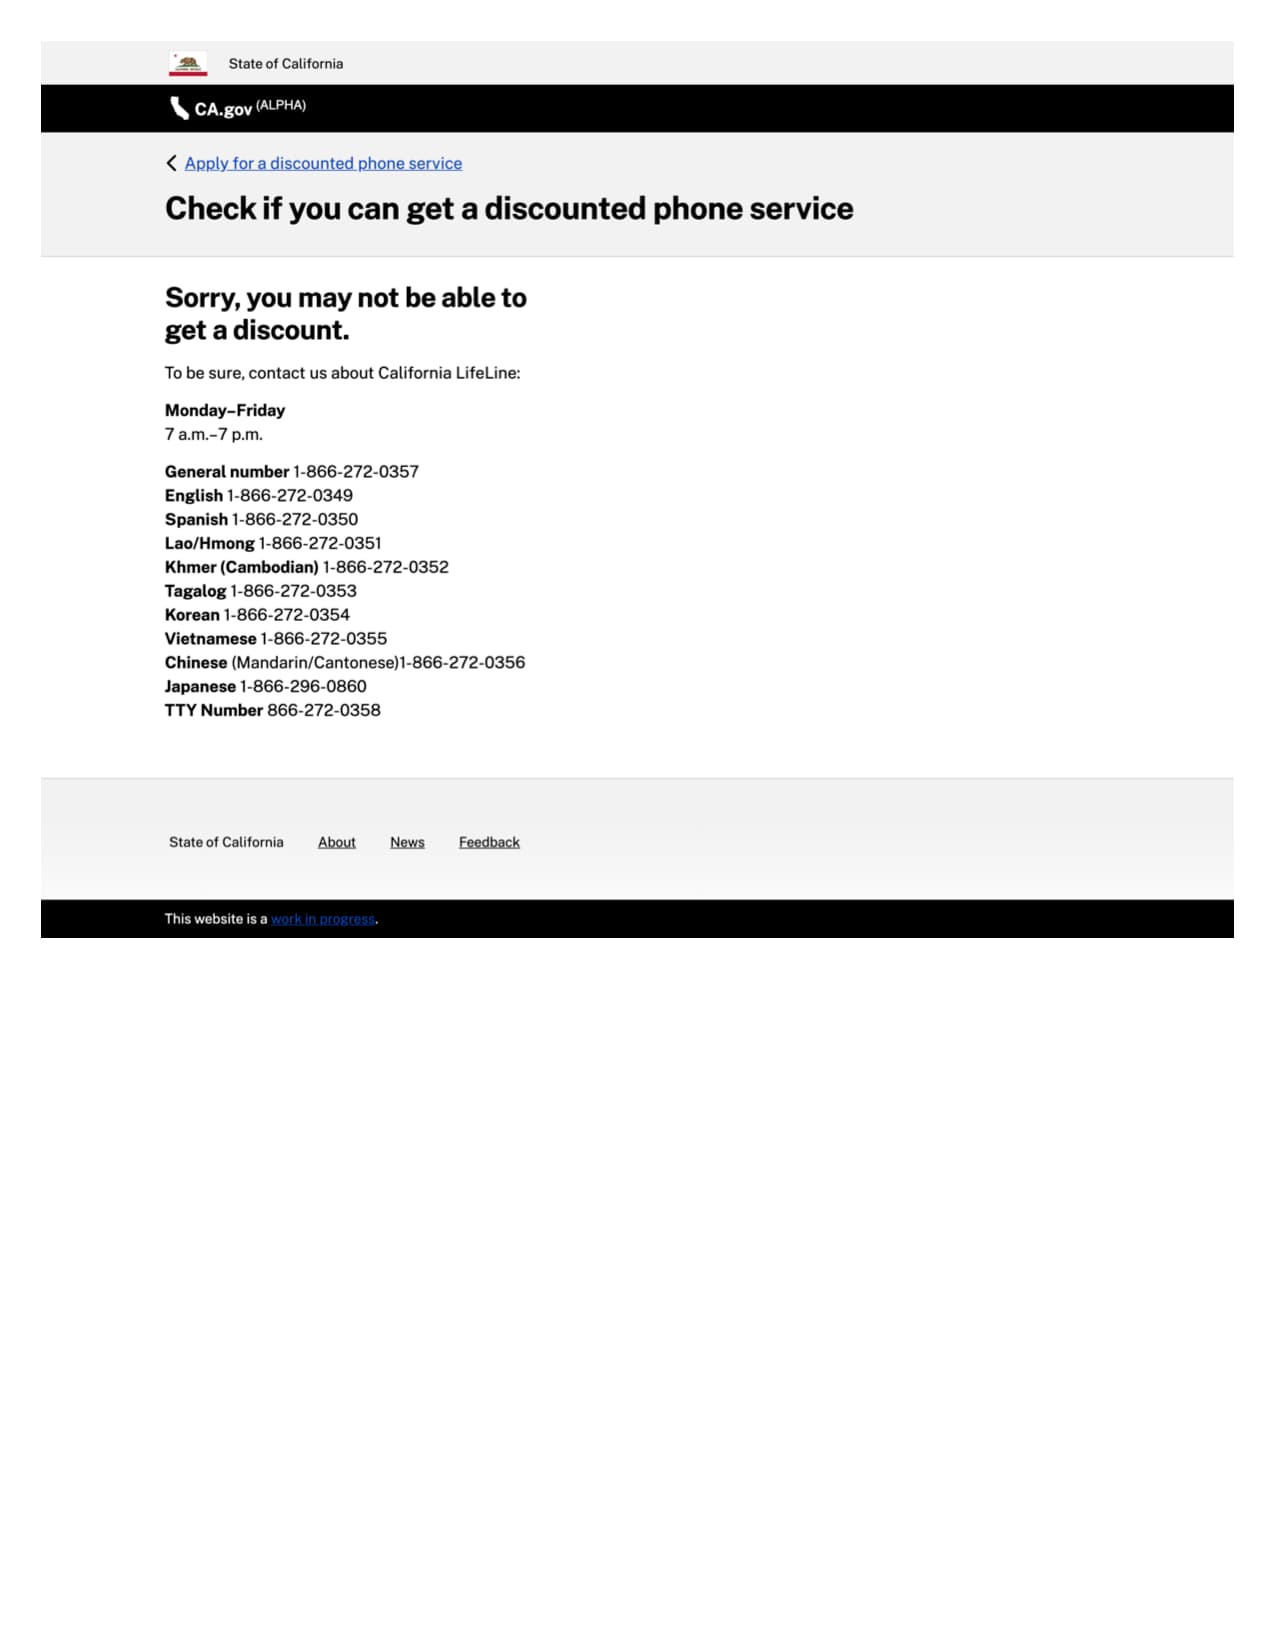 State of California
CA.gov (ALPHA)
Apply for a discounted phone service
Check if you can get a discounted phone service
Sorry, you may not be able to
get a discount.
To be sure, contact us about California LifeLine:
Monday–Friday
7 a.m.–7 p.m.
General number 1-866-272-0357
English 1-866-272-0349
Spanish 1-866-272-0350
Lao/Hmong 1-866-272-0351
Khmer (Cambodian) 1-866-272-0352
Tagalog 1-866-272-0353
Korean 1-866-272-0354
Vietnamese 1-866-272-0355
Chinese (Mandarin/Cantonese)1-866-272-0356
Japanese 1-866-296-0860
TTY Number 866-272-0358
State of California About News Feedback
This website is a work in progress.